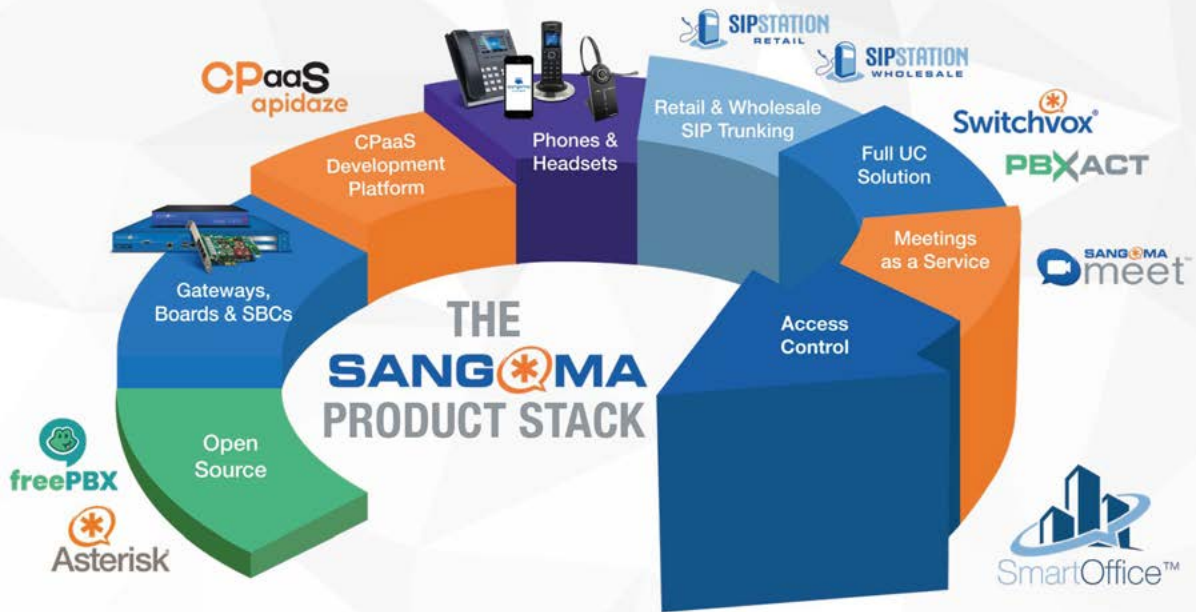 SIPSTATION
RETAIL
SIPSTATION
WHOLESALE
CPaaS
apidaze
Retail & Wholesale
SIP Trunking
Phones &
Headsets
CPaaS
Development
Platform
Full UC
Solution
Switchvox®
PBXACT
Meetings
as a Service
SANGOMA
meet™
Gateways,
Boards & SBCs
THE
SANGOMA
PRODUCT STACK
Access
Control
Open
Source
freePBX
Asterisk
SmartOffice™